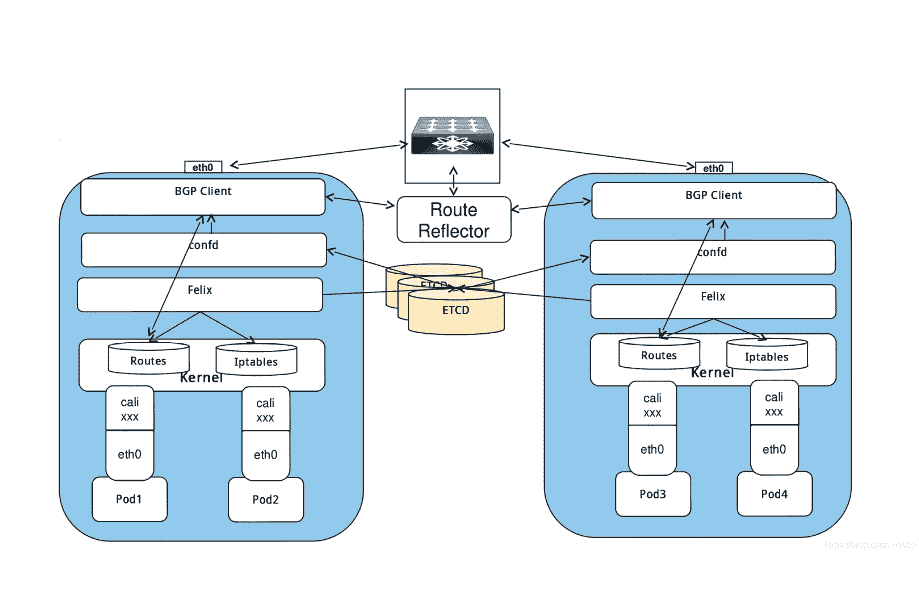 eth0
BGP Client
confd
Felix
Routes
Iptables
Kernel
cali
xxx
cali
xxx
eth0
eth0
Pod1
Pod2
Route
Reflector
ETCD
ETCD
eth0
BGP Client
confd
Felix
Routes
Iptables
Kernel
cali
xxx
cali
xxx
eth0
eth0
Pod3
Pod4